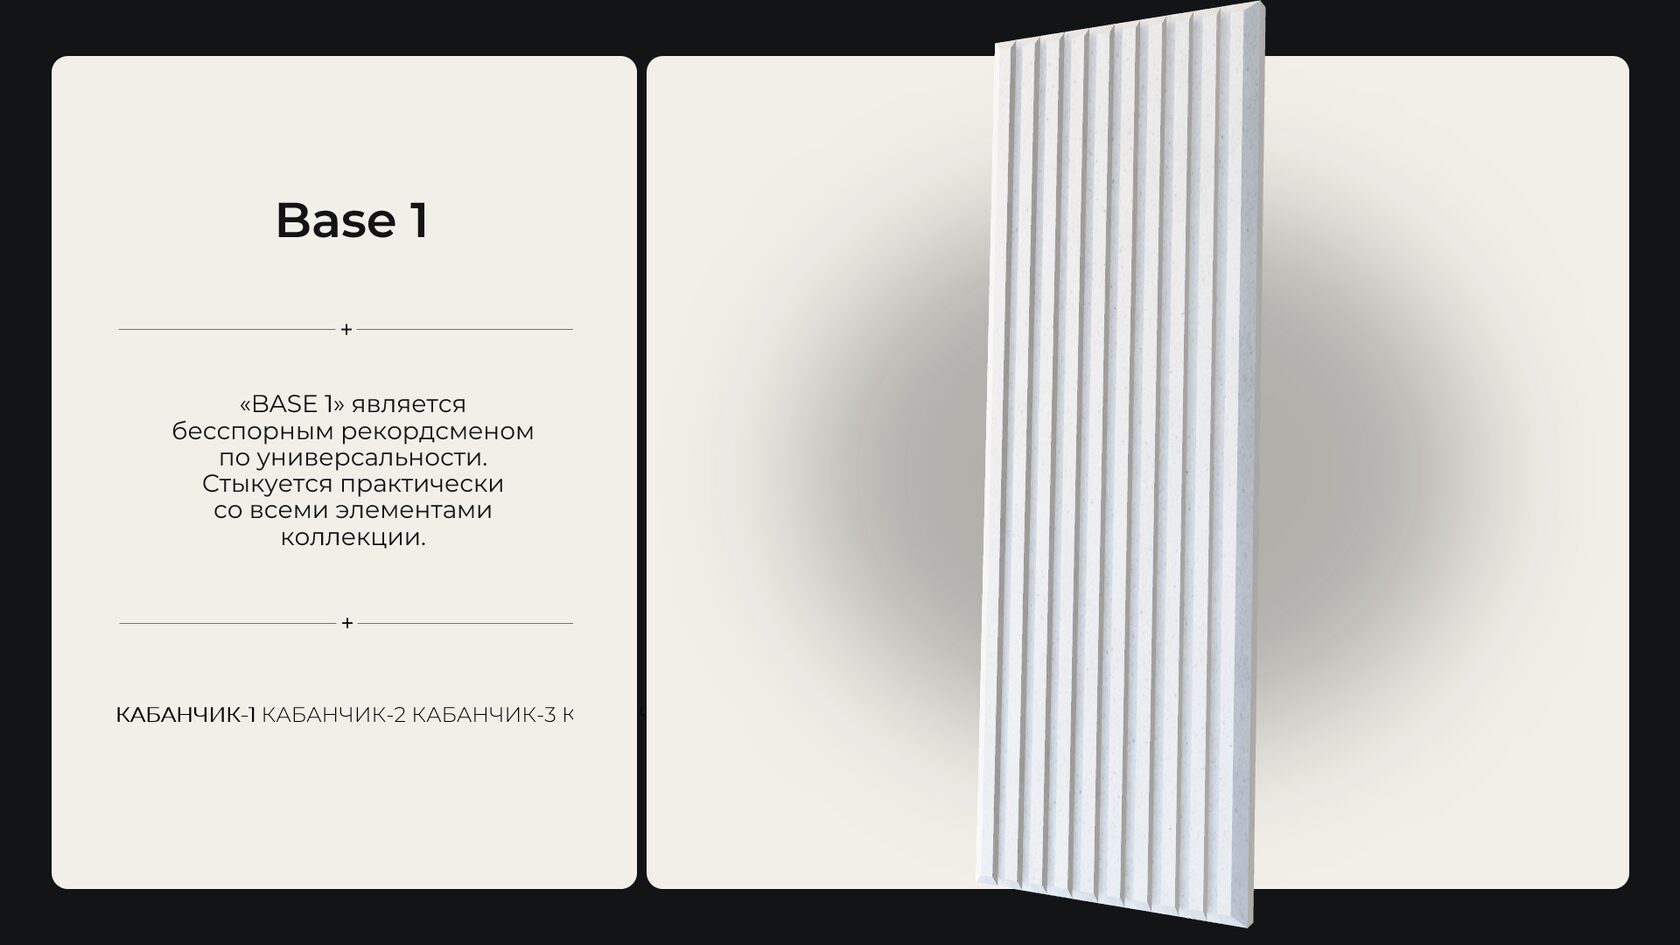 Base 1
«BASE 1» является
бесспорным рекордсменом
по универсальности.
Стыкуется практически
со всеми элементами
коллекции.
КАБАНЧИК-1 КАБАНЧИК-2 КАБАНЧИК-3